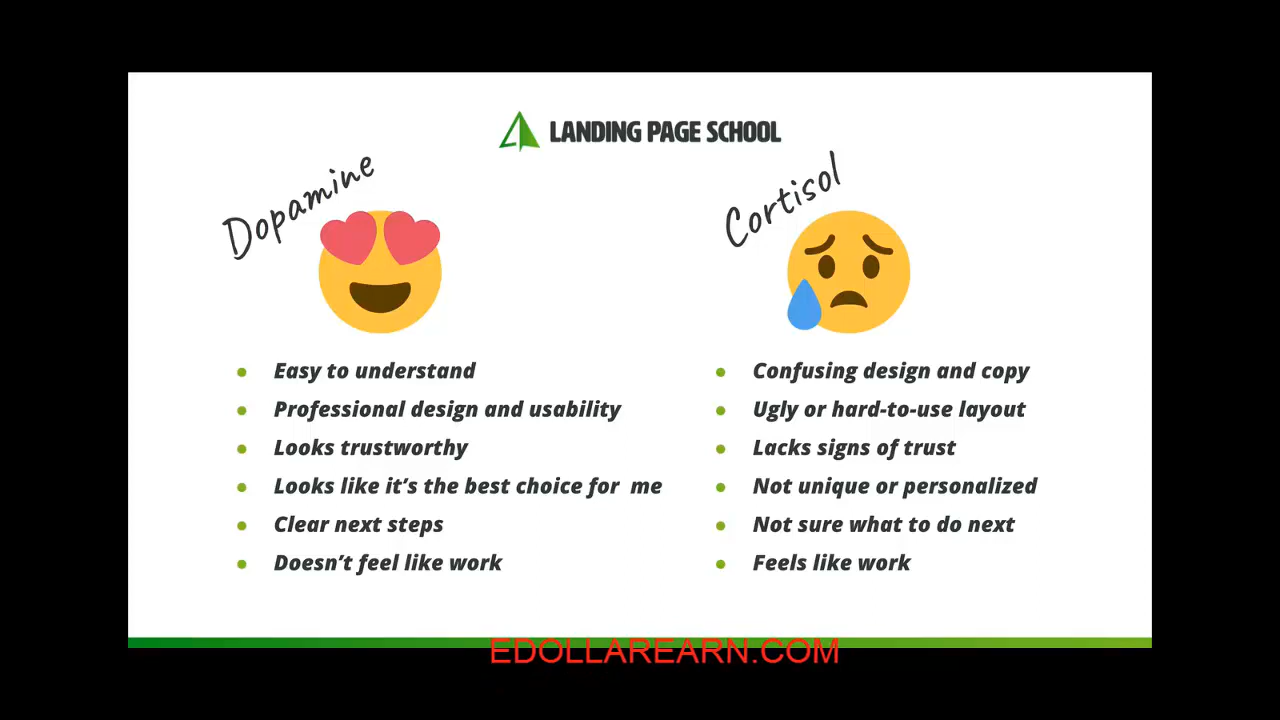 LANDING PAGE SCHOOL
Dopamine
Easy to understand
Professional design and usability
Looks trustworthy
Looks like it’s the best choice for me
Clear next steps
Doesn’t feel like work
Cortisol
Confusing design and copy
Ugly or hard-to-use layout
Lacks signs of trust
Not unique or personalized
Not sure what to do next
Feels like work
EDOLLAREARN.COM